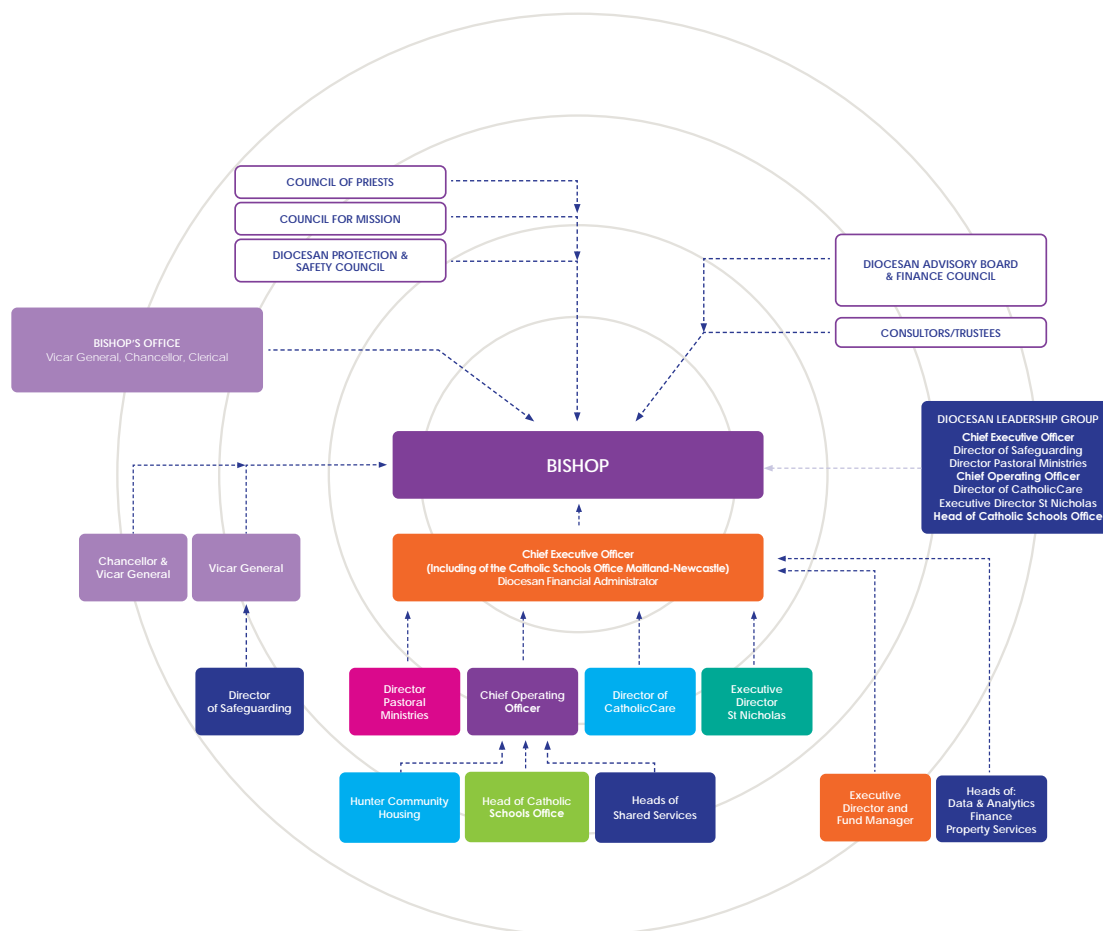 COUNCIL OF PRIESTS
COUNCIL FOR MISSION
DIOCESAN PROTECTION &
SAFETY COUNCIL
DIOCESAN ADVISORY BOARD
& FINANCE COUNCIL
CONSULTORS/TRUSTEES
BISHOP'S OFFICE
Vicar General, Chancellor, Clerical
DIOCESAN LEADERSHIP GROUP
Chief Executive Officer
Director of Safeguarding
Director Pastoral Ministries
Chief Operating Officer
Director of CatholicCare
Executive Director St Nicholas
Head of Catholic Schools Office
BISHOP
Chancellor &
Vicar General
Vicar General
Chief Executive Officer
(Including of the Catholic Schools Office Maitland-Newcastle)
Diocesan Financial Administrator
Director
of Safeguarding
Director
Pastoral
Ministries
Chief Operating
Officer
Director of
CatholicCare
Executive
Director
St Nicholas
Hunter Community
Housing
Head of Catholic
Schools Office
Heads of
Shared Services
Executive
Director and
Fund Manager
Heads of:
Data & Analytics
Finance
Property Services